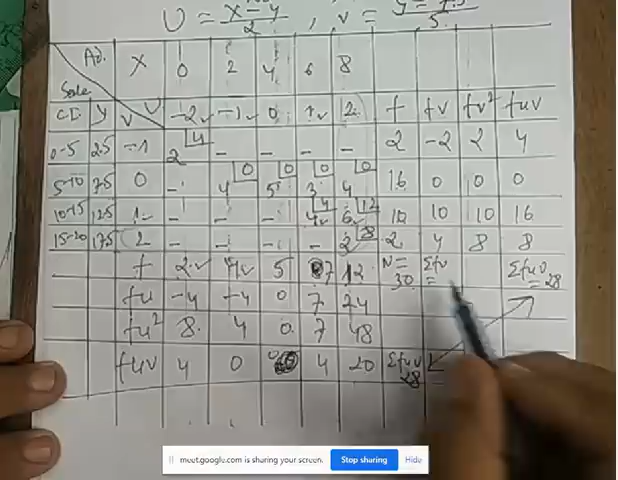 U = x-4 / 2 , v = y-7.5 / 5
Ad. X 0 2 4 6 8
Sale
C.I. y v U -2 -1 0 1 2 f fv fv² fuv
0-5 2.5 -1 2 4 - - - - 2 -2 2 4
5-10 7.5 0 - 4 0 5 0 3 0 4 0 16 0 0 0
10-15 12.5 1 - - - 4 4 6 12 10 10 10 16
15-20 17.5 2 - - - - 2 8 2 4 8 8
f 2 4 5 7 12 N = 30 Σfv = Σfuv = 28
fu -4 -4 0 7 24
fu² 8 4 0 7 48
fuv 4 0 0 4 20 Σfuv 28
meet.google.com is sharing your screen. Stop sharing Hide